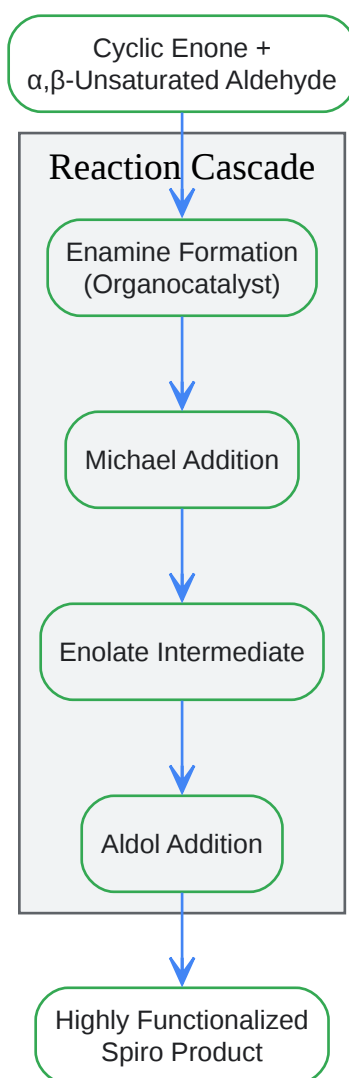 Cyclic Enone +
α,β-Unsaturated Aldehyde
Reaction Cascade
Enamine Formation
(Organocatalyst)
Michael Addition
Enolate Intermediate
Aldol Addition
Highly Functionalized
Spiro Product